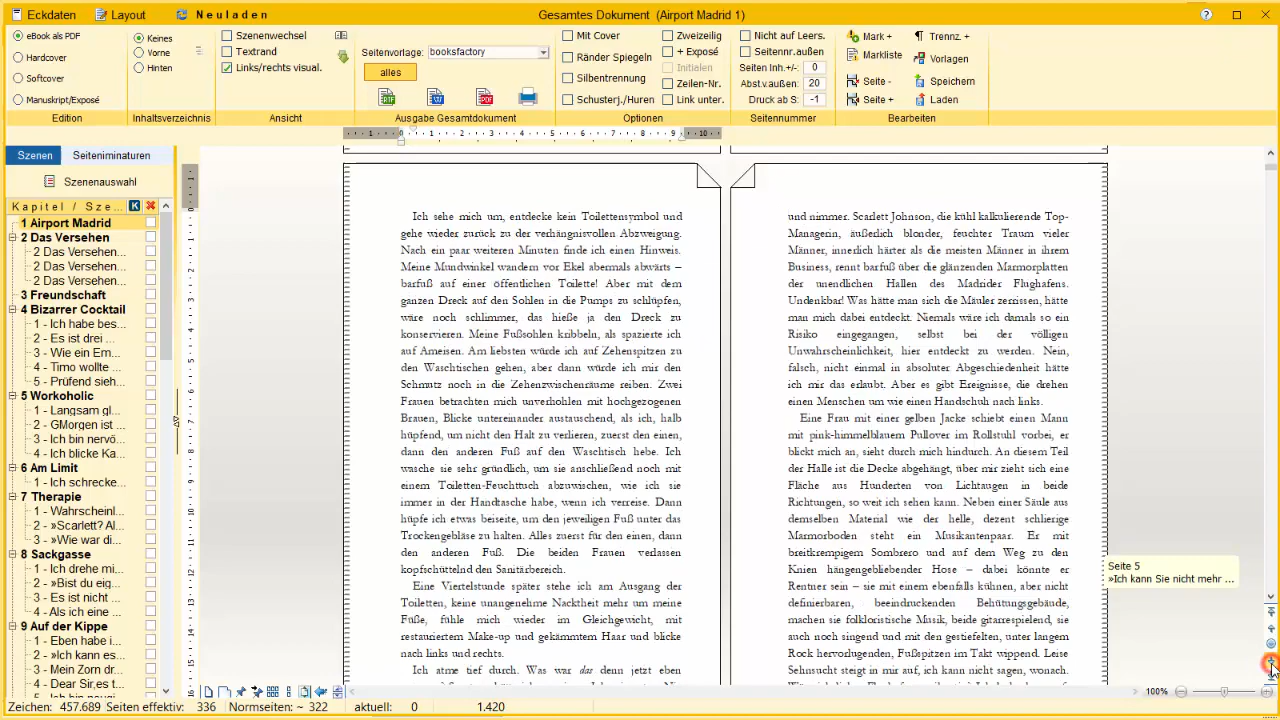 Eckdaten Layout Neuladen Gesamtes Dokument (Airport Madrid 1)
eBook als PDF
Hardcover
Softcover
Manuskript/Exposé
Edition
Keines
Vorne
Hinten
Inhaltsverzeichnis
Szenenwechsel
Textrand
Links/rechts visual.
Ansicht
Seitenvorlage: booksfactory
alles
RTF PDF
Ausgabe Gesamtdokument
Mit Cover Zweizeilig
Ränder Spiegeln + Exposé
Silbentrennung Initialen
Zeilen-Nr.
Schusterj./Huren Link unter.
Optionen
Nicht auf Leers.
Seitennr.außen
Seiten Inh.+/-: 0
Abst.v.außen: 20
Druck ab S: -1
Seitennummer
Mark + Trennz. +
Markliste Vorlagen
Seite - Speichern
Seite + Laden
Bearbeiten
Szenen Seiteniminaturen
Szenenauswahl
Kapitel / Sze... K
1 Airport Madrid
2 Das Versehen
2 Das Versehen...
2 Das Versehen...
2 Das Versehen...
3 Freundschaft
4 Bizarrer Cocktail
1 - Ich habe bes...
2 - Es ist drei ...
3 - Wie ein Em...
4 - Timo wollte ...
5 - Prüfend sieh...
5 Workoholic
1 - Langsam gl...
2 - GMorgen ist ...
3 - Ich bin nervö...
4 - Ich blicke Ka...
6 Am Limit
1 - Ich schrecke...
7 Therapie
1 - Wahrscheinl...
2 - »Scarlett? Al...
3 - »Wie war di...
8 Sackgasse
1 - Ich drehe mi...
2 - »Bist du eig...
3 - Es ist nicht ...
4 - Als ich eine ...
9 Auf der Kippe
1 - Eben habe i...
2 - »Ich kann es...
3 - Mein Zorn dr...
4 - Dear Sir,es t...
Ich sehe mich um, entdecke kein Toilettensymbol und
gehe wieder zurück zu der verhängnisvollen Abzweigung.
Nach ein paar weiteren Minuten finde ich einen Hinweis.
Meine Mundwinkel wandern vor Ekel abermals abwärts –
barfuß auf einer öffentlichen Toilette! Aber mit dem
ganzen Dreck auf den Sohlen in die Pumps zu schlüpfen,
wäre noch schlimmer, das hieße ja den Dreck zu
konservieren. Meine Fußsohlen kribbeln, als spazierte ich
auf Ameisen. Am liebsten würde ich auf Zehenspitzen zu
den Waschtischen gehen, aber dann würde ich mir den
Schmutz noch in die Zehenzwischenräume reiben. Zwei
Frauen betrachten mich unverhohlen mit hochgezogenen
Brauen, Blicke untereinander austauschend, als ich, halb
hüpfend, um nicht den Halt zu verlieren, zuerst den einen,
dann den anderen Fuß auf den Waschtisch hebe. Ich
wasche sie sehr gründlich, um sie anschließend noch mit
einem Toiletten-Feuchttuch abzuwischen, wie ich sie
immer in der Handtasche habe, wenn ich verreise. Dann
hüpfe ich etwas beiseite, um den jeweiligen Fuß unter das
Trockengebläse zu halten. Alles zuerst für den einen, dann
den anderen Fuß. Die beiden Frauen verlassen
kopfschüttelnd den Sanitärbereich.
Eine Viertelstunde später stehe ich am Ausgang der
Toiletten, keine unangenehme Nacktheit mehr um meine
Füße, fühle mich wieder im Gleichgewicht, mit
restauriertem Make-up und gekämmtem Haar und blicke
nach links und rechts.
Ich atme tief durch. Was war das denn jetzt eben
und nimmer. Scarlett Johnson, die kühl kalkulierende Top-
Managerin, äußerlich blonder, feuchter Traum vieler
Männer, innerlich härter als die meisten Männer in ihrem
Business, rennt barfuß über die glänzenden Marmorplatten
der unendlichen Hallen des Madrider Flughafens.
Undenkbar! Was hätte man sich die Mäuler zerrissen, hätte
man mich dabei entdeckt. Niemals wäre ich damals so ein
Risiko eingegangen, selbst bei der völligen
Unwahrscheinlichkeit, hier entdeckt zu werden. Nein,
falsch, nicht einmal in absoluter Abgeschiedenheit hätte
ich mir das erlaubt. Aber es gibt Ereignisse, die drehen
einen Menschen um wie einen Handschuh nach links.
Eine Frau mit einer gelben Jacke schiebt einen Mann
mit pink-himmelblauem Pullover im Rollstuhl vorbei, er
blickt mich an, sieht durch mich hindurch. An diesem Teil
der Halle ist die Decke abgehängt, über mir zieht sich eine
Fläche aus Hunderten von Lichtaugen in beide
Richtungen, so weit ich sehen kann. Neben einer Säule aus
demselben Material wie der helle, dezent schlierige
Marmorboden steht ein Musikantenpaar. Er mit
breitkrempigem Sombrero und auf dem Weg zu den
Knien hängengebliebender Hose – dabei könnte er
Rentner sein – sie mit einem ebenfalls kühnen, aber nicht
definierbaren, beeindruckenden Behütungsgebäude,
machen sie folkloristische Musik, beide gitarrespielend, sie
auch noch singend und mit den gestiefelten, unter langem
Rock hervorlugenden, Fußspitzen im Takt wippend. Leise
Sehnsucht steigt in mir auf, ich kann nicht sagen, wonach.
Seite 5
»Ich kann Sie nicht mehr ...
100%
Zeichen: 457.689 Seiten effektiv: 336 Normseiten: ~ 322 aktuell: 0 1.420